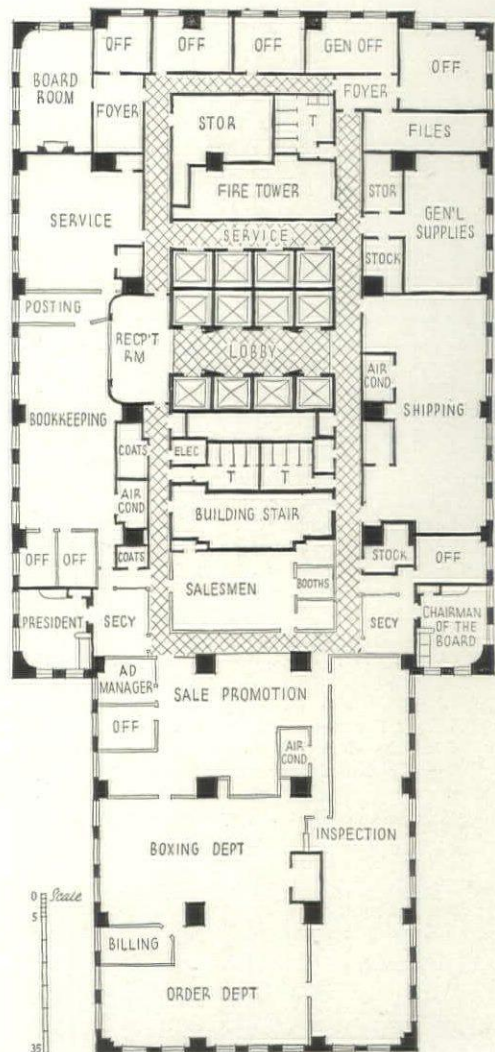 OFF
OFF
OFF
GEN OFF
OFF
BOARD
ROOM
FOYER
FOYER
STOR
T
FILES
FIRE TOWER
STOR
GEN'L
SUPPLIES
SERVICE
SERVICE
STOCK
POSTING
RECP'T
RM
LOBBY
AIR
COND
SHIPPING
BOOKKEEPING
COATS
ELEC
T
T
AIR
COND
BUILDING STAIR
COATS
OFF
OFF
STOCK
OFF
SALESMEN
BOOTHS
PRESIDENT
SECY
SECY
CHAIRMAN
OF THE
BOARD
AD
MANAGER
SALE PROMOTION
OFF
AIR
COND
INSPECTION
BOXING DEPT
0 Scale
5
BILLING
ORDER DEPT
35